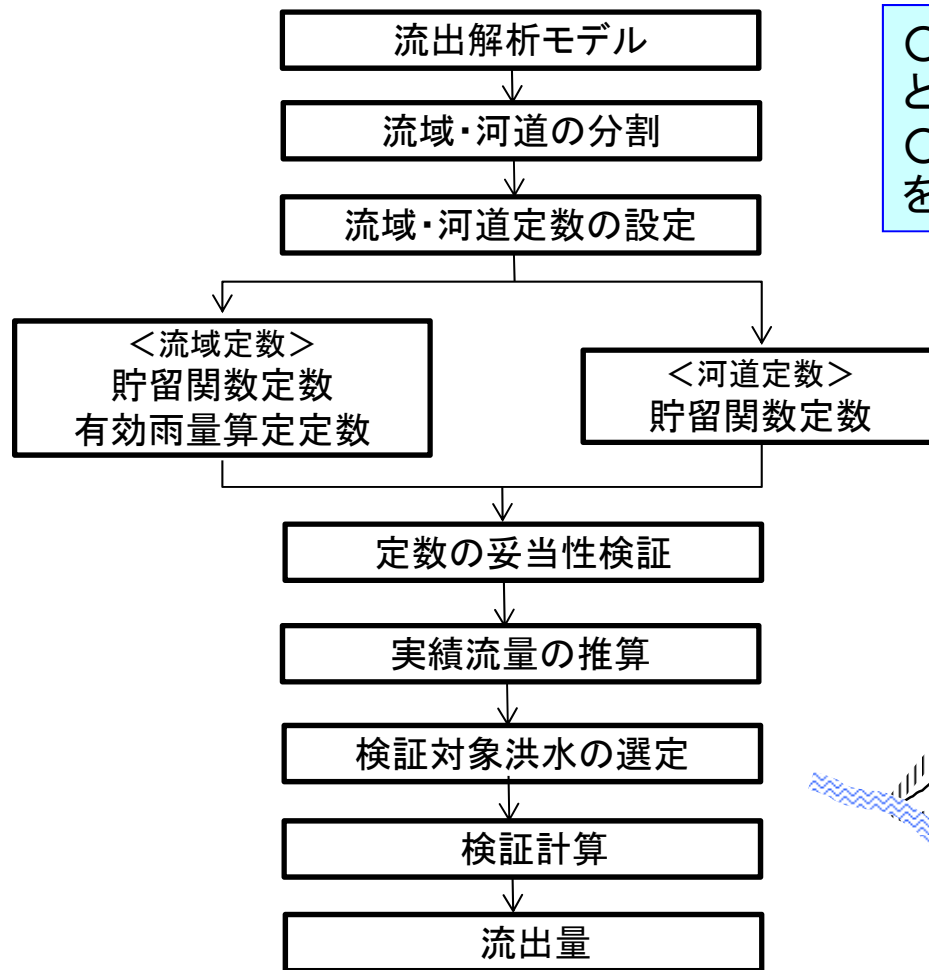 流出解析モデル
流域・河道の分割
流域・河道定数の設定
＜流域定数＞
貯留関数定数
有効雨量算定定数
＜河道定数＞
貯留関数定数
定数の妥当性検証
実績流量の推算
検証対象洪水の選定
検証計算
流出量
○
と
○
を